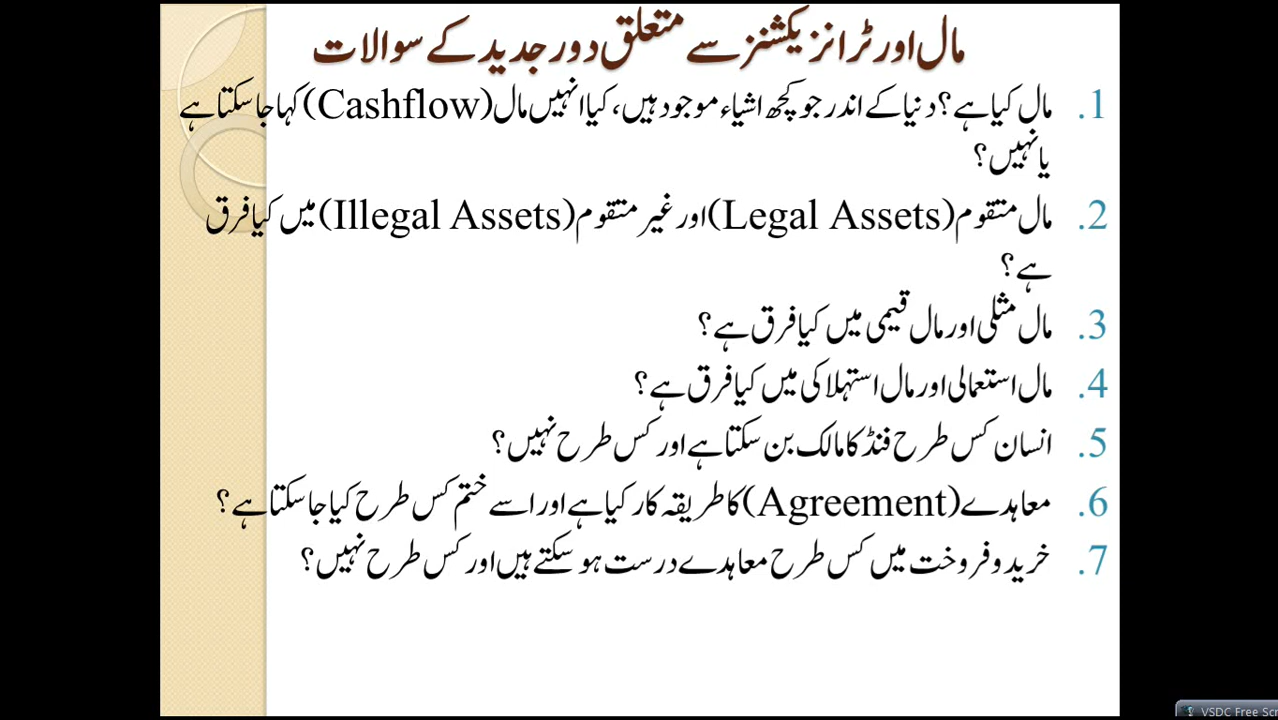 مال اور ٹرانزیکشنز سے متعلق دور جدید کے سوالات
1. مال کیا ہے؟ دنیا کے اندر جو کچھ اشیاء موجود ہیں، کیا انہیں مال (Cashflow) کہا جا سکتا ہے
یا نہیں؟
2. مال متقوم (Legal Assets) اور غیر متقوم (Illegal Assets) میں کیا فرق
ہے؟
3. مال مثلی اور مال قیمی میں کیا فرق ہے؟
4. مال استعمالی اور مال استہلاکی میں کیا فرق ہے؟
5. انسان کس طرح فنڈ کا مالک بن سکتا ہے اور کس طرح نہیں؟
6. معاہدے (Agreement) کا طریقہ کار کیا ہے اور اسے ختم کس طرح کیا جا سکتا ہے؟
7. خرید و فروخت میں کس طرح معاہدے درست ہو سکتے ہیں اور کس طرح نہیں؟
VSDC Free Scr